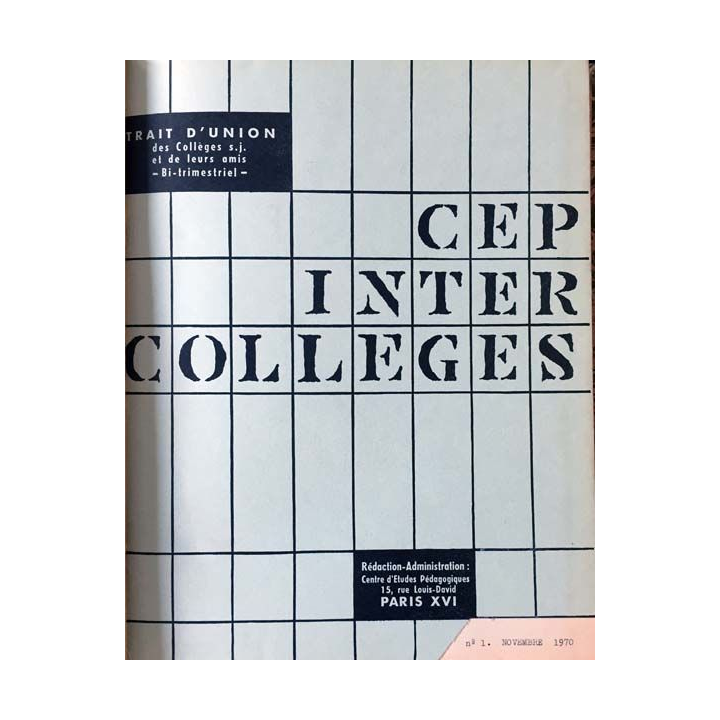 TRAIT D'UNION
des Collèges s.j.
et de leurs amis
- Bi-trimestriel -
CEP
INTER
COLLEGES
Rédaction-Administration :
Centre d'Etudes Pédagogiques
15, rue Louis-David
PARIS XVI
nº 1. NOVEMBRE 1970